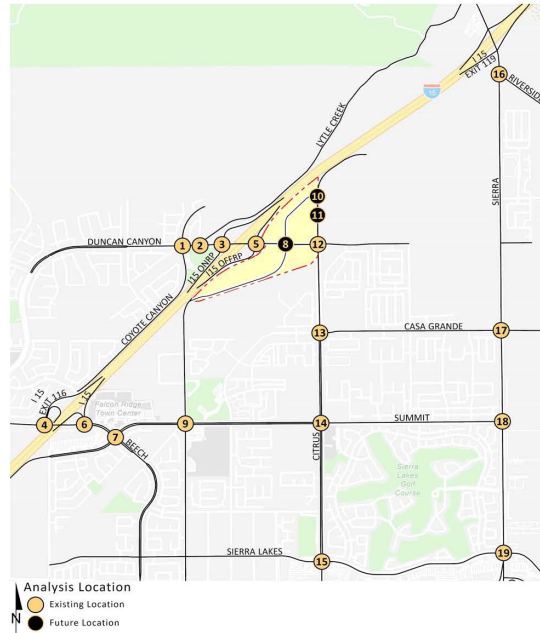 I 15
EXIT 119
16
RIVERSIDE
15
LYTLE CREEK
SIERRA
10
11
DUNCAN CANYON
1
2
3
5
8
12
I15 ONRP
I15 OFFRP
COYOTE CANYON
13
CASA GRANDE
17
I 15
EXIT 116
I 15
Falcon Ridge
Town Center
4
6
7
BEECH
9
14
SUMMIT
18
CITRUS
Sierra
Lakes
Golf
Course
SIERRA LAKES
15
19
Analysis Location
Existing Location
Future Location
N